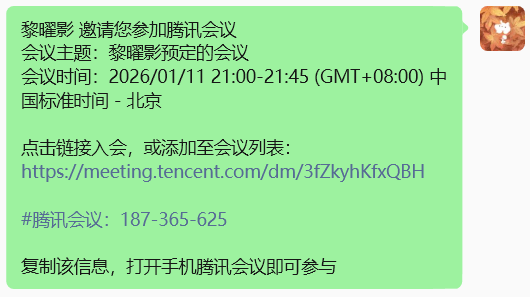 黎曜影 邀请您参加腾讯会议
会议主题：黎曜影预定的会议
会议时间：2026/01/11 21:00-21:45 (GMT+08:00) 中
国标准时间 - 北京
点击链接入会，或添加至会议列表：
https://meeting.tencent.com/dm/3fZkyhKfxQBH
#腾讯会议：187-365-625
复制该信息，打开手机腾讯会议即可参与